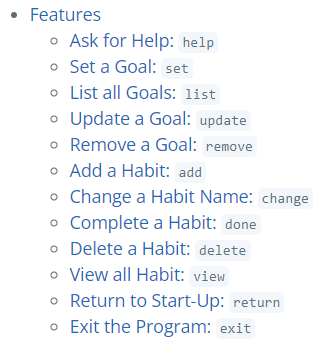 Features
Ask for Help: help
Set a Goal: set
List all Goals: list
Update a Goal: update
Remove a Goal: remove
Add a Habit: add
Change a Habit Name: change
Complete a Habit: done
Delete a Habit: delete
View all Habit: view
Return to Start-Up: return
Exit the Program: exit